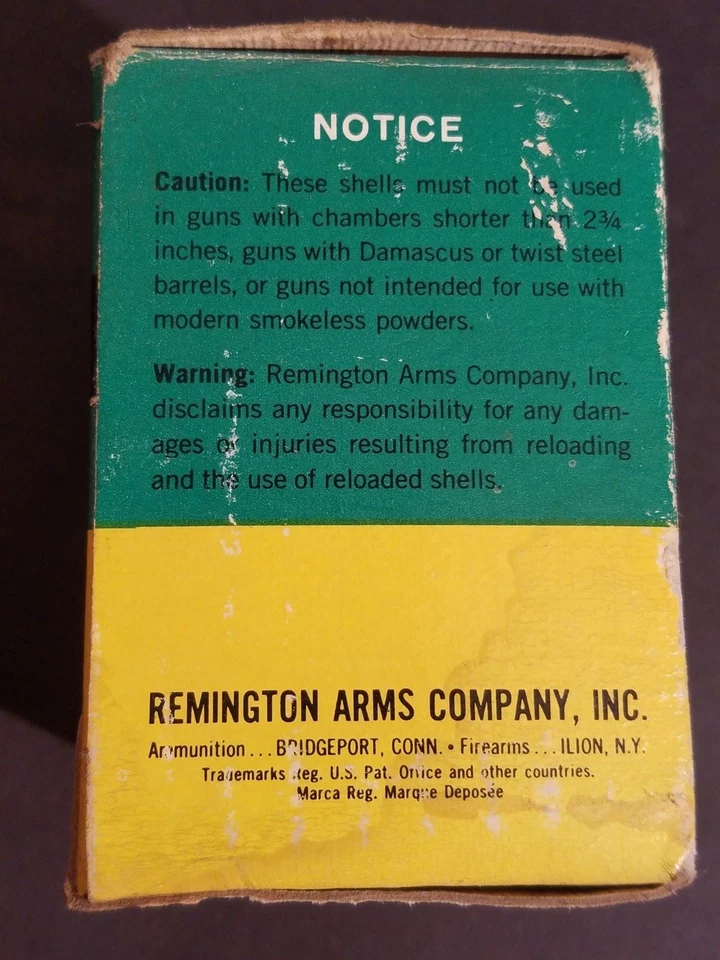 NOTICE
Caution: These shells must not be used
in guns with chambers shorter than 2¾
inches, guns with Damascus or twist steel
barrels, or guns not intended for use with
modern smokeless powders.
Warning: Remington Arms Company, Inc.
disclaims any responsibility for any dam-
ages or injuries resulting from reloading
and the use of reloaded shells.
REMINGTON ARMS COMPANY, INC.
Ammunition ... BRIDGEPORT, CONN. • Firearms ... ILION, N.Y.
Trademarks Reg. U.S. Pat. Office and other countries.
Marca Reg. Marque Deposée